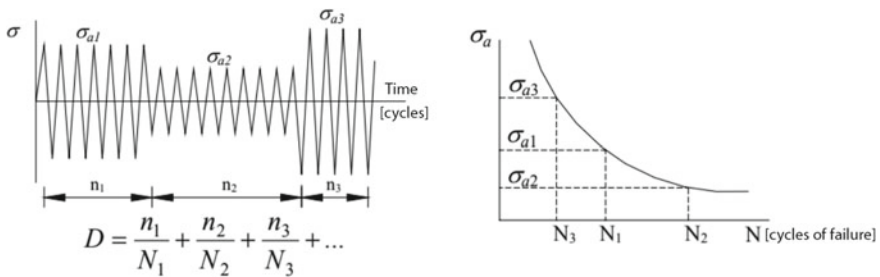 σ
σa1
σa2
σa3
Time
[cycles]
n1
n2
n3
D = n1/N1 + n2/N2 + n3/N3 + ...
σa
σa3
σa1
σa2
N3 N1 N2 N [cycles of failure]